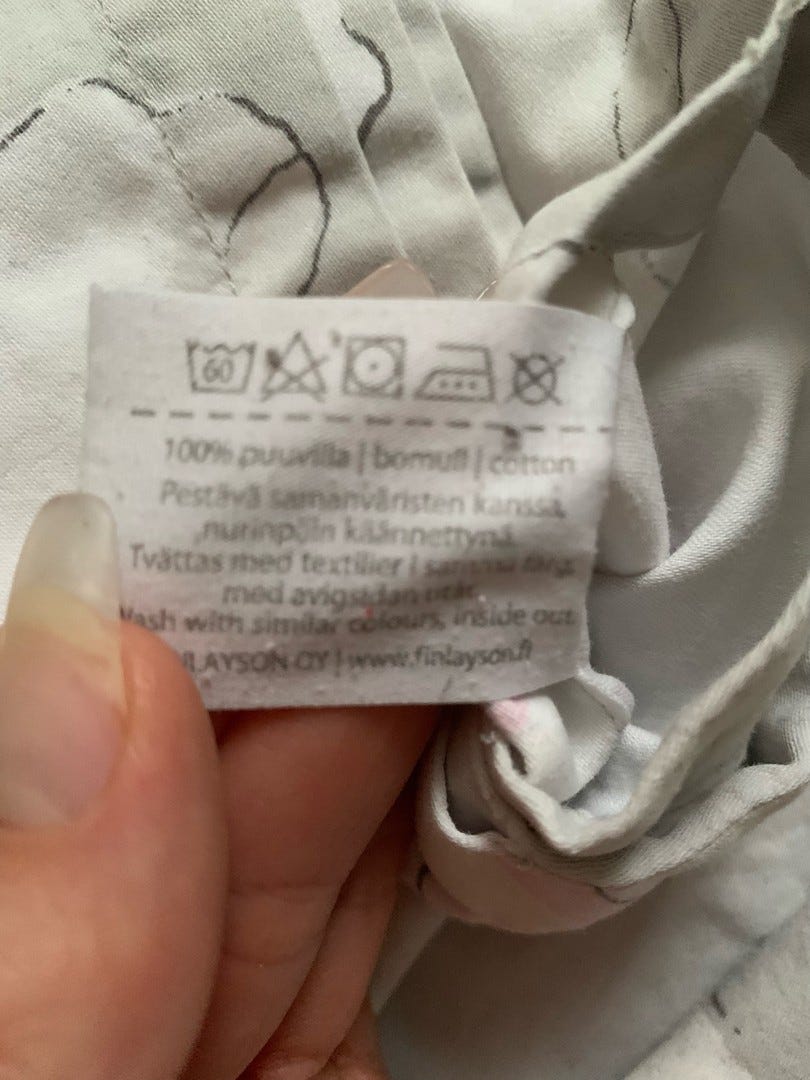 60
100% puuvilla | bomull | cotton
Pestävä samanväristen kanssa,
nurinpäin käännettynä.
Tvättas med textilier i samma färg,
med avigsidan utåt.
Wash with similar colours, inside out.
FINLAYSON OY | www.finlayson.fi